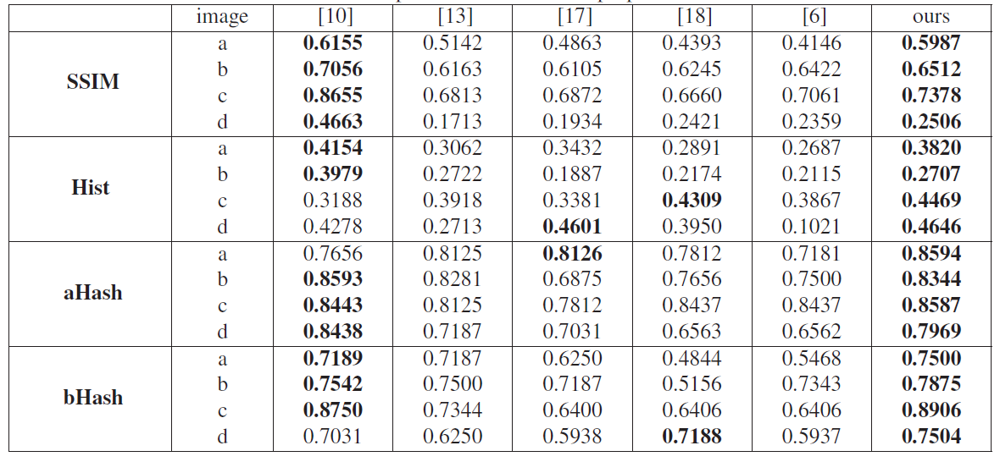 image [10] [13] [17] [18] [6] ours
SSIM
a 0.6155 0.5142 0.4863 0.4393 0.4146 0.5987
b 0.7056 0.6163 0.6105 0.6245 0.6422 0.6512
c 0.8655 0.6813 0.6872 0.6660 0.7061 0.7378
d 0.4663 0.1713 0.1934 0.2421 0.2359 0.2506
Hist
a 0.4154 0.3062 0.3432 0.2891 0.2687 0.3820
b 0.3979 0.2722 0.1887 0.2174 0.2115 0.2707
c 0.3188 0.3918 0.3381 0.4309 0.3867 0.4469
d 0.4278 0.2713 0.4601 0.3950 0.1021 0.4646
aHash
a 0.7656 0.8125 0.8126 0.7812 0.7181 0.8594
b 0.8593 0.8281 0.6875 0.7656 0.7500 0.8344
c 0.8443 0.8125 0.7812 0.8437 0.8437 0.8587
d 0.8438 0.7187 0.7031 0.6563 0.6562 0.7969
bHash
a 0.7189 0.7187 0.6250 0.4844 0.5468 0.7500
b 0.7542 0.7500 0.7187 0.5156 0.7343 0.7875
c 0.8750 0.7344 0.6400 0.6406 0.6406 0.8906
d 0.7031 0.6250 0.5938 0.7188 0.5937 0.7504